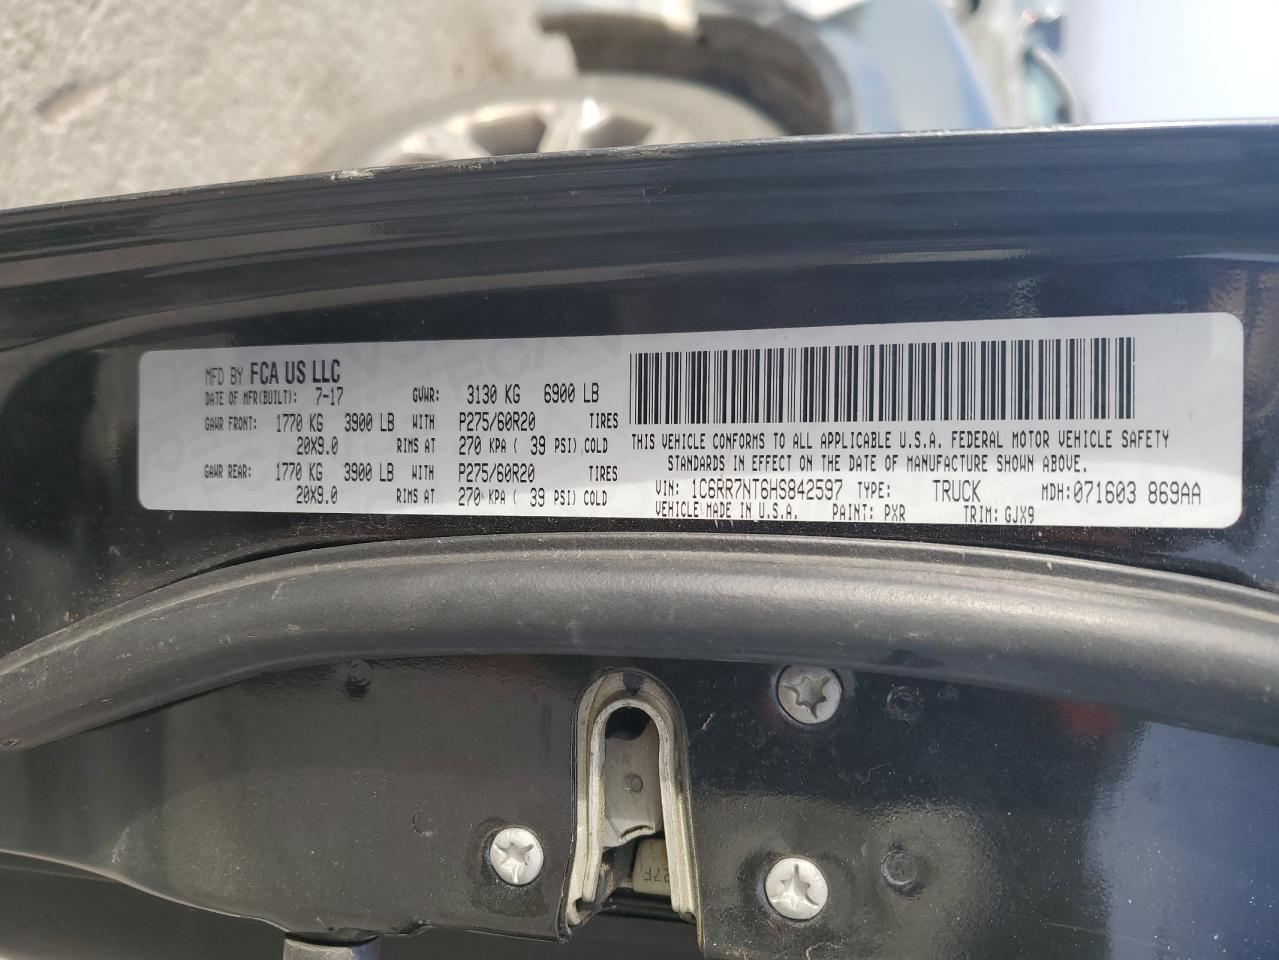 MFD BY FCA US LLC
DATE OF MFR(BUILT): 7-17 GVWR: 3130 KG 6900 LB
GAWR FRONT: 1770 KG 3900 LB WITH P275/60R20 TIRES
20X9.0 RIMS AT 270 KPA ( 39 PSI) COLD
GAWR REAR: 1770 KG 3900 LB WITH P275/60R20 TIRES
20X9.0 RIMS AT 270 KPA ( 39 PSI) COLD
THIS VEHICLE CONFORMS TO ALL APPLICABLE U.S.A. FEDERAL MOTOR VEHICLE SAFETY
STANDARDS IN EFFECT ON THE DATE OF MANUFACTURE SHOWN ABOVE.
VIN: 1C6RR7NT6HS842597 TYPE: TRUCK MDH:071603 869AA
VEHICLE MADE IN U.S.A. PAINT: PXR TRIM: GJX9